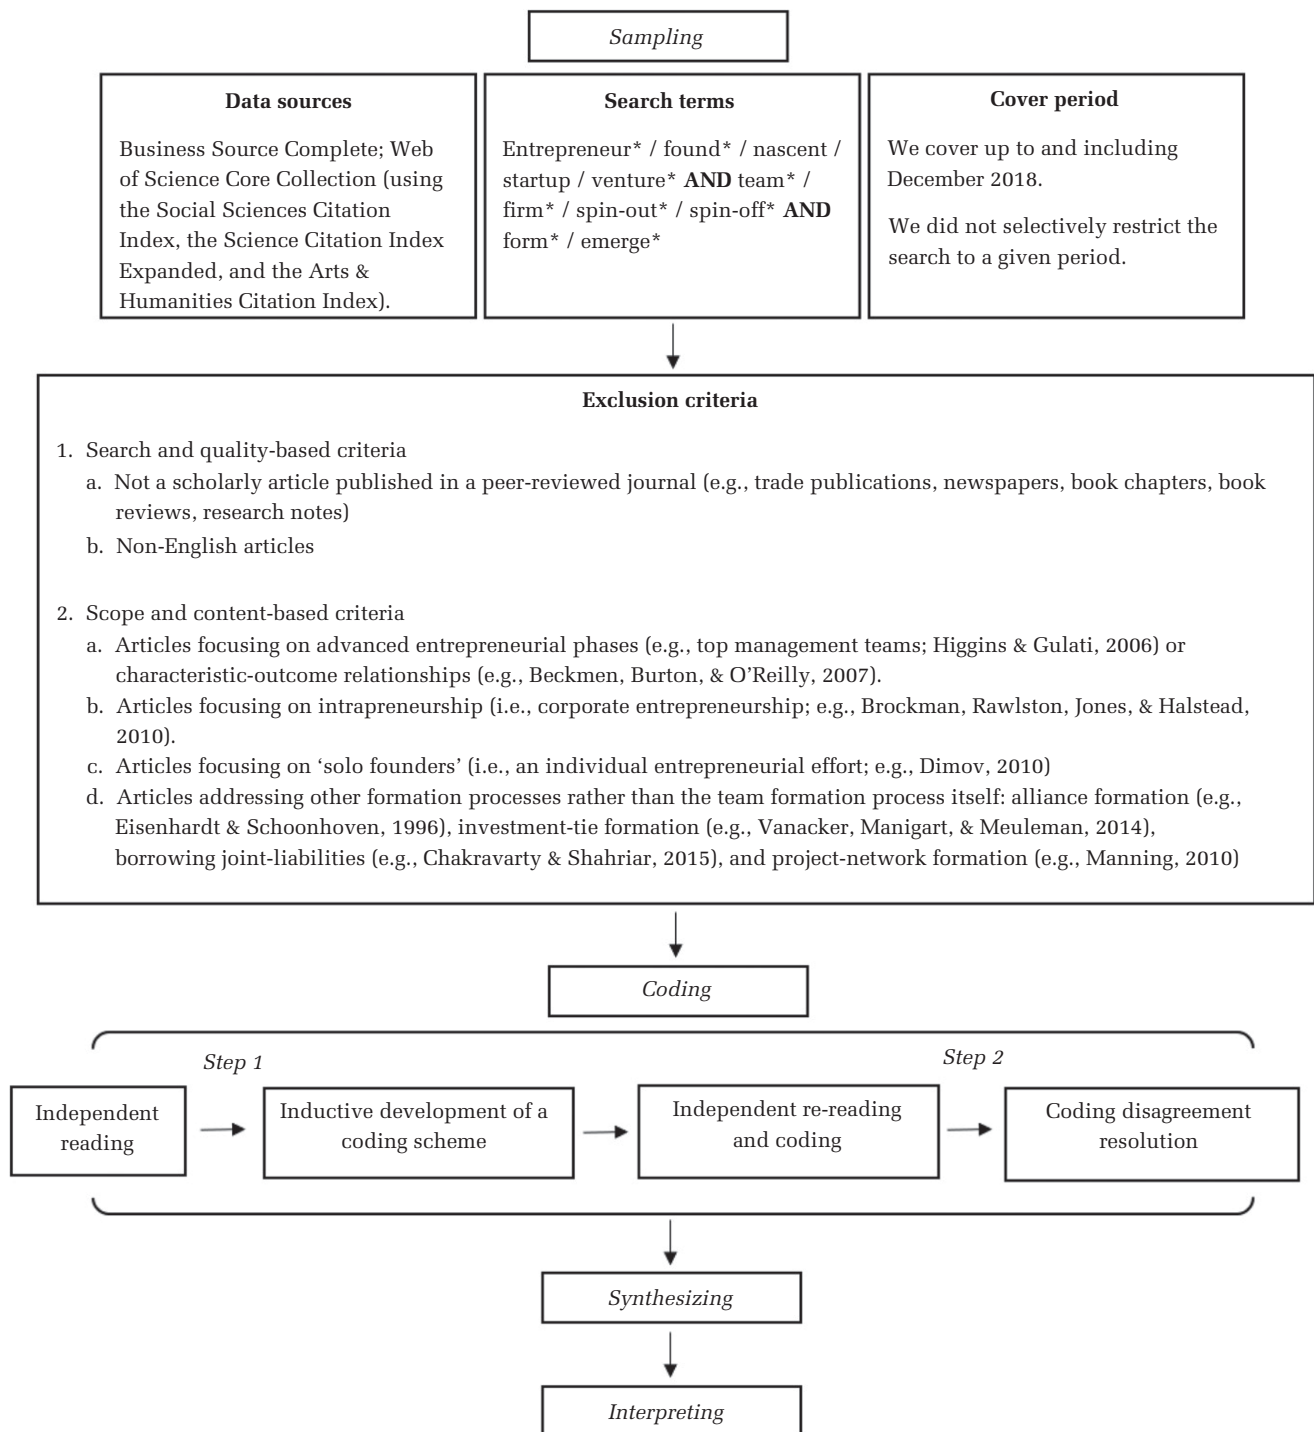 Sampling
Data sources
Business Source Complete; Web
of Science Core Collection (using
the Social Sciences Citation
Index, the Science Citation Index
Expanded, and the Arts &
Humanities Citation Index).
Search terms
Entrepreneur* / found* / nascent /
startup / venture* AND team* /
firm* / spin-out* / spin-off* AND
form* / emerge*
Cover period
We cover up to and including
December 2018.
We did not selectively restrict the
search to a given period.
Exclusion criteria
1. Search and quality-based criteria
a. Not a scholarly article published in a peer-reviewed journal (e.g., trade publications, newspapers, book chapters, book
reviews, research notes)
b. Non-English articles
2. Scope and content-based criteria
a. Articles focusing on advanced entrepreneurial phases (e.g., top management teams; Higgins & Gulati, 2006) or
characteristic-outcome relationships (e.g., Beckmen, Burton, & O'Reilly, 2007).
b. Articles focusing on intrapreneurship (i.e., corporate entrepreneurship; e.g., Brockman, Rawlston, Jones, & Halstead,
2010).
c. Articles focusing on 'solo founders' (i.e., an individual entrepreneurial effort; e.g., Dimov, 2010)
d. Articles addressing other formation processes rather than the team formation process itself: alliance formation (e.g.,
Eisenhardt & Schoonhoven, 1996), investment-tie formation (e.g., Vanacker, Manigart, & Meuleman, 2014),
borrowing joint-liabilities (e.g., Chakravarty & Shahriar, 2015), and project-network formation (e.g., Manning, 2010)
Coding
Step 1
Step 2
Independent
reading
Inductive development of a
coding scheme
Independent re-reading
and coding
Coding disagreement
resolution
Synthesizing
Interpreting